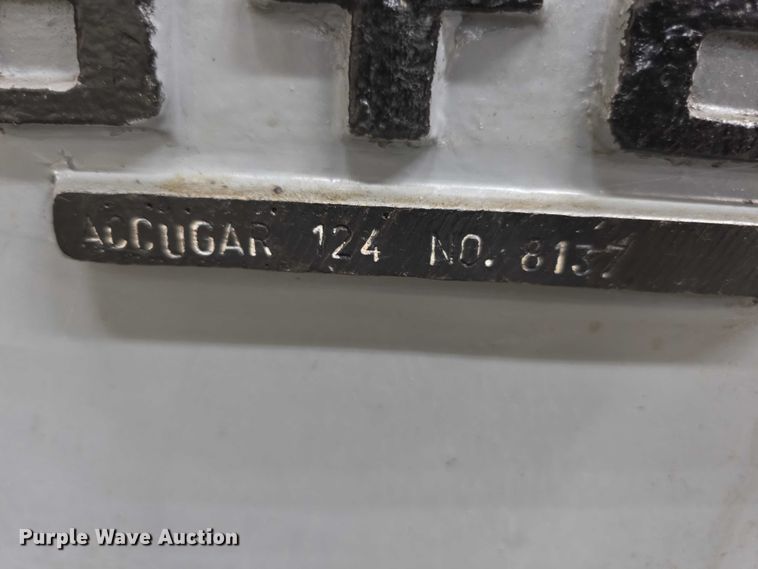 ACCUGAR 124 NO. 8137
Purple Wave Auction